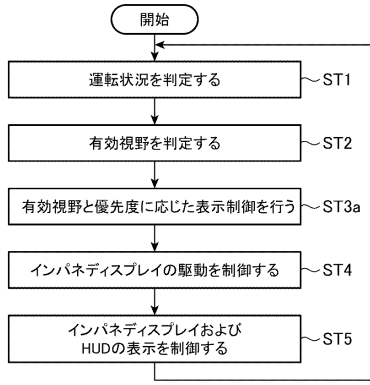 開始
運転状況を判定する
ST1
有効視野を判定する
ST2
有効視野と優先度に応じた表示制御を行う
ST3a
インパネディスプレイの駆動を制御する
ST4
インパネディスプレイおよび
HUDの表示を制御する
ST5